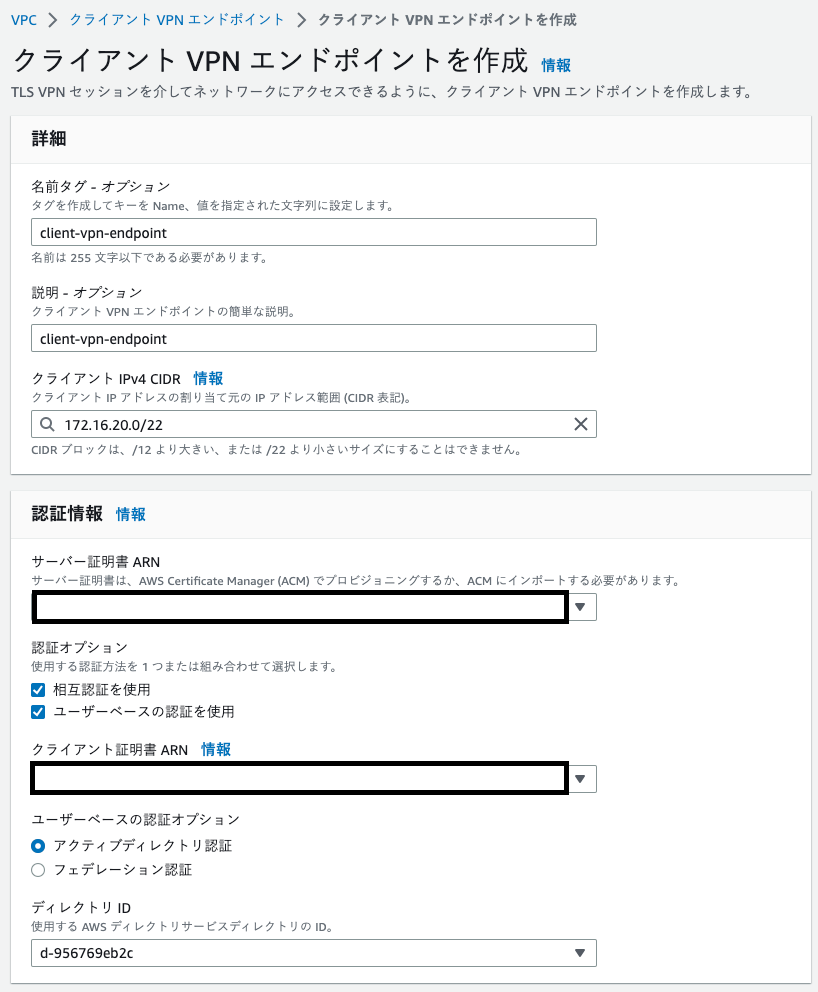 VPC > クライアント VPN エンドポイント > クライアント VPN エンドポイントを作成
クライアント VPN エンドポイントを作成 情報
TLS VPN セッションを介してネットワークにアクセスできるように、クライアント VPN エンドポイントを作成します。
詳細
名前タグ - オプション
タグを作成してキーを Name、値を指定された文字列に設定します。
client-vpn-endpoint
名前は 255 文字以下である必要があります。
説明 - オプション
クライアント VPN エンドポイントの簡単な説明。
client-vpn-endpoint
クライアント IPv4 CIDR 情報
クライアント IP アドレスの割り当て元の IP アドレス範囲 (CIDR 表記)。
172.16.20.0/22
CIDR ブロックは、/12 より大きい、または /22 より小さいサイズにすることはできません。
認証情報 情報
サーバー証明書 ARN
サーバー証明書は、AWS Certificate Manager (ACM) でプロビジョニングするか、ACM にインポートする必要があります。
認証オプション
使用する認証方法を 1 つまたは組み合わせて選択します。
相互認証を使用
ユーザーベースの認証を使用
クライアント証明書 ARN 情報
ユーザーベースの認証オプション
アクティブディレクトリ認証
フェデレーション認証
ディレクトリ ID
使用する AWS ディレクトリサービスディレクトリの ID。
d-956769eb2c